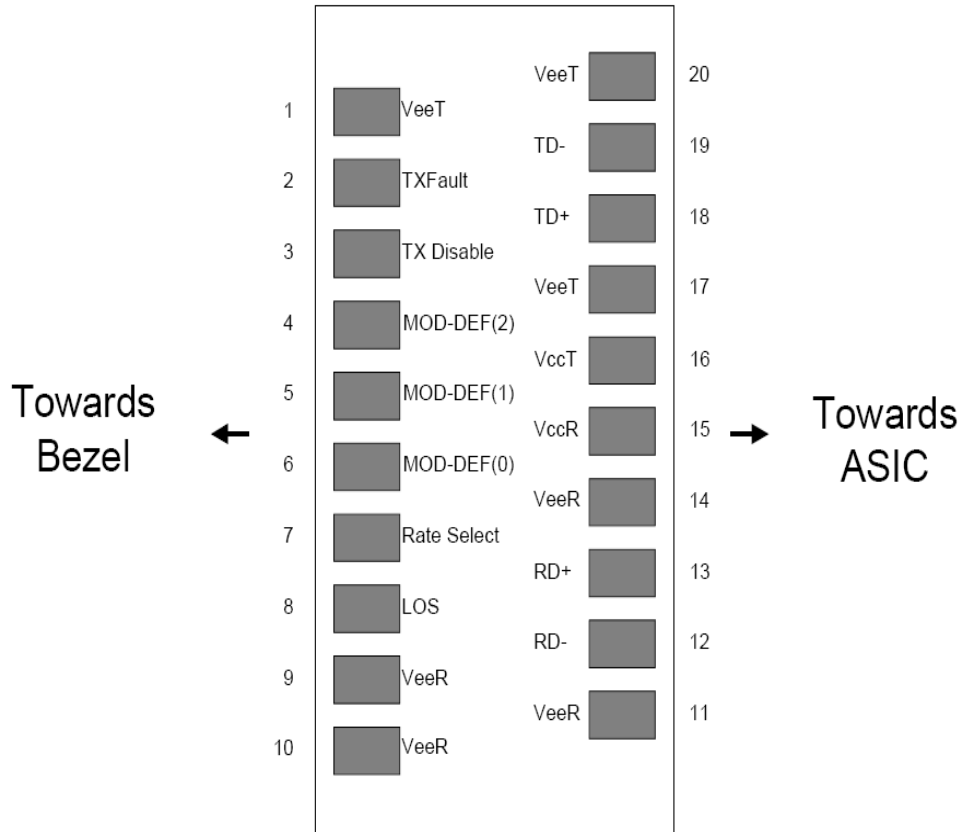 VeeT 20
1 VeeT
TD- 19
2 TXFault
TD+ 18
3 TX Disable
VeeT 17
4 MOD-DEF(2)
VccT 16
5 MOD-DEF(1)
VccR 15
6 MOD-DEF(0)
VeeR 14
7 Rate Select
RD+ 13
8 LOS
RD- 12
9 VeeR
VeeR 11
10 VeeR
Towards
Bezel
Towards
ASIC